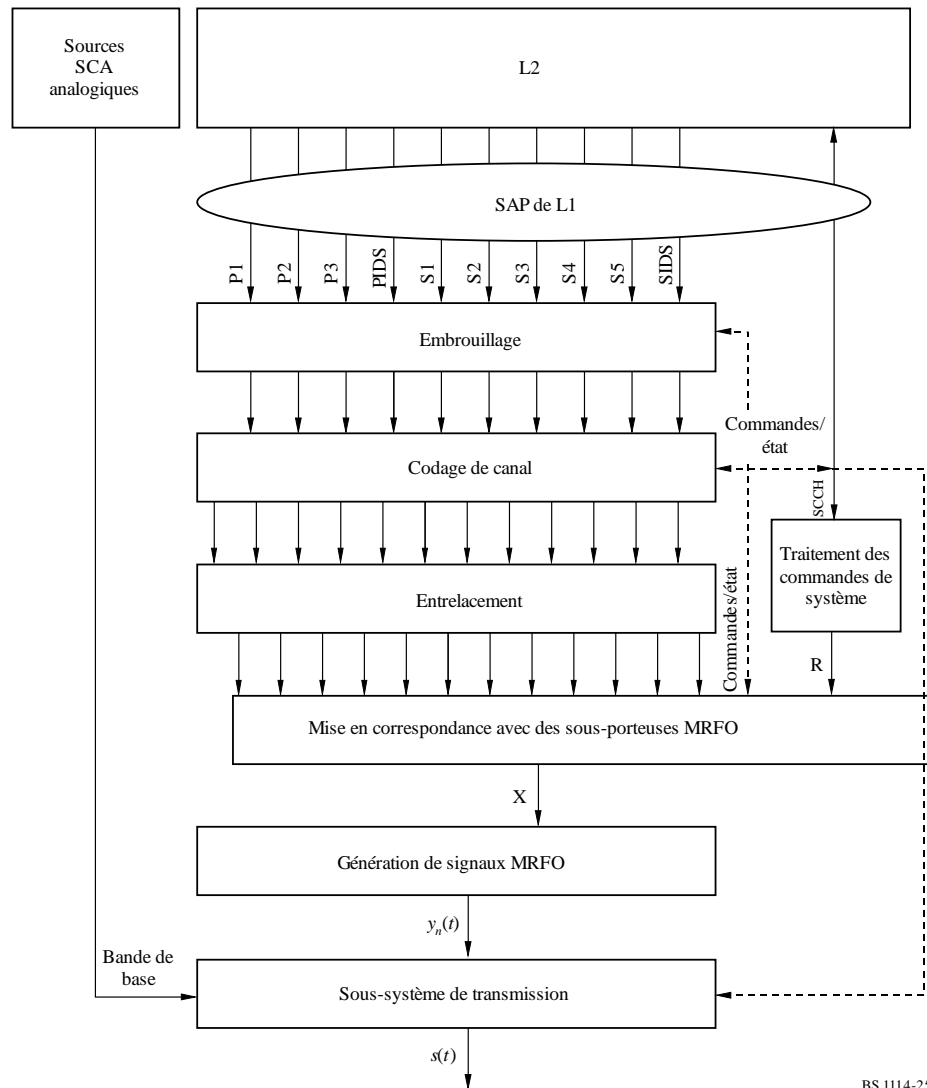 Sources
SCA
analogiques
L2
SAP de L1
P1
P2
P3
PIDS
S1
S2
S3
S4
S5
SIDS
Embrouillage
Commandes/
état
Codage de canal
SCCH
Traitement des
commandes de
système
Entrelacement
Commandes/état
R
Mise en correspondance avec des sous-porteuses MRFO
X
Génération de signaux MRFO
yn(t)
Bande de
base
Sous-système de transmission
s(t)